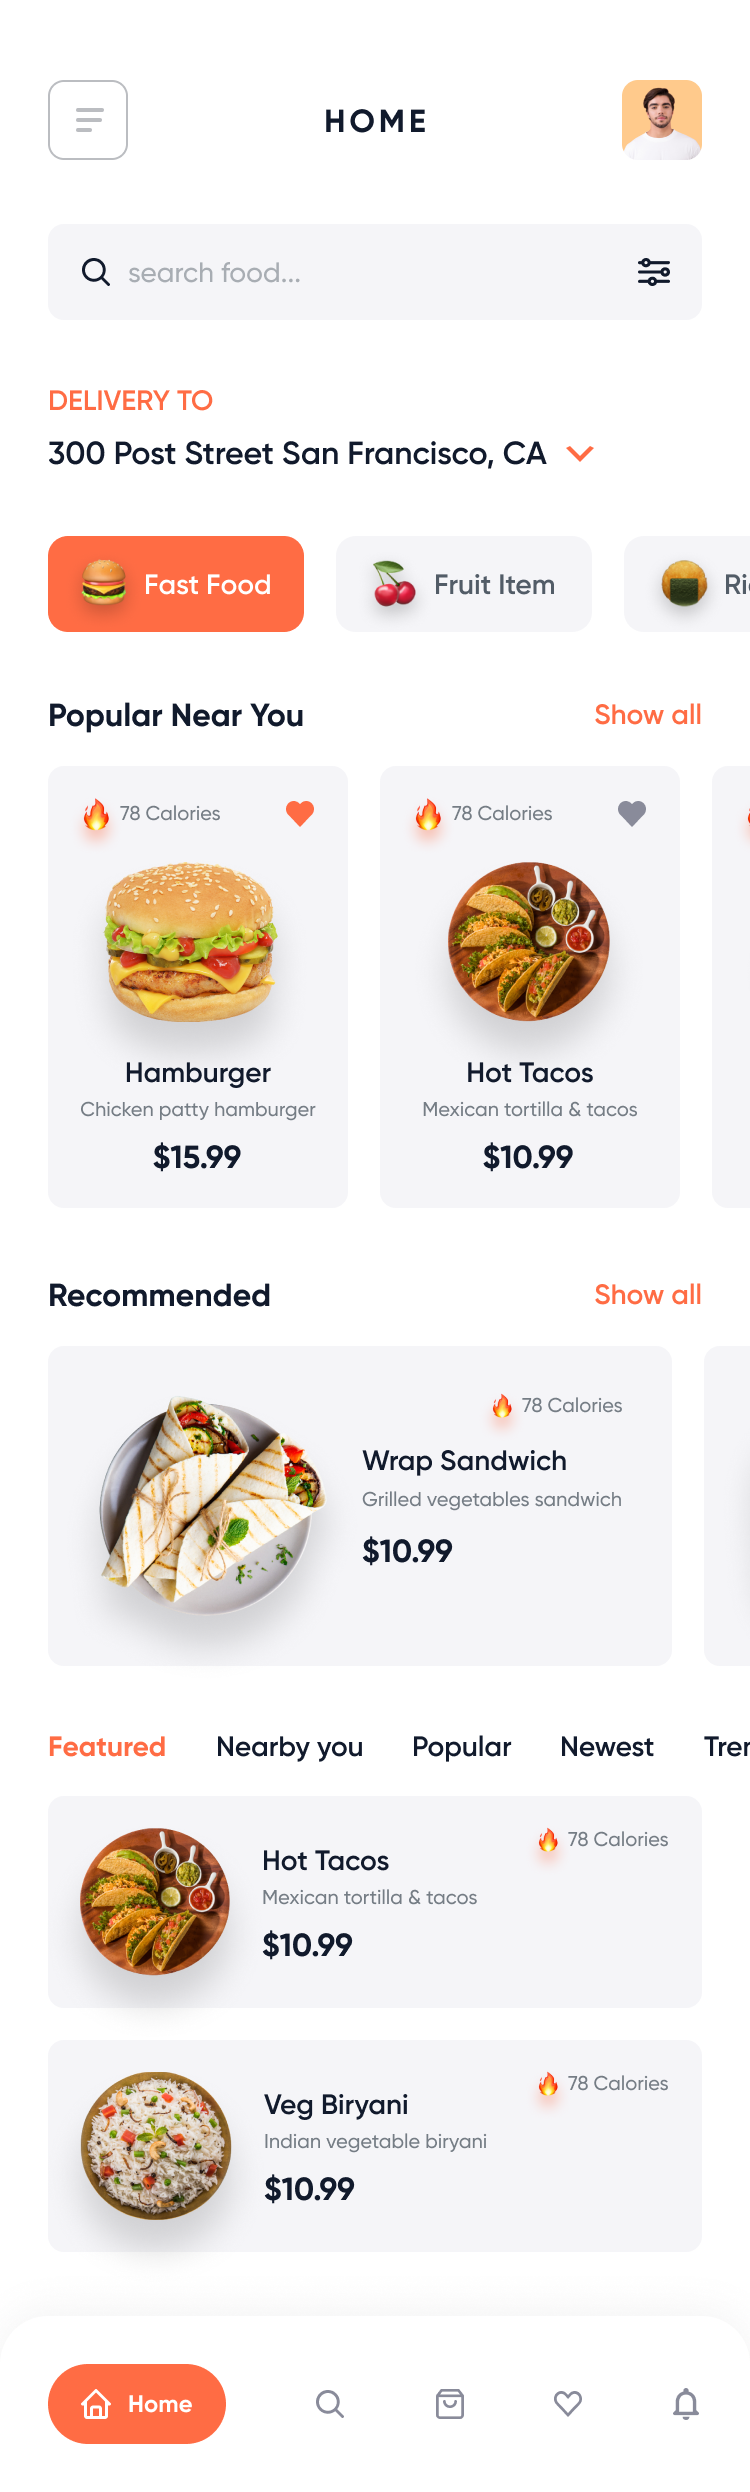 HOME
search food...
DELIVERY TO
300 Post Street San Francisco, CA
Fast Food
Fruit Item
Popular Near You
Show all
78 Calories
78 Calories
Hamburger
Chicken patty hamburger
$15.99
Hot Tacos
Mexican tortilla & tacos
$10.99
Recommended
Show all
78 Calories
Wrap Sandwich
Grilled vegetables sandwich
$10.99
Featured Nearby you Popular Newest
78 Calories
Hot Tacos
Mexican tortilla & tacos
$10.99
78 Calories
Veg Biryani
Indian vegetable biryani
$10.99
Home